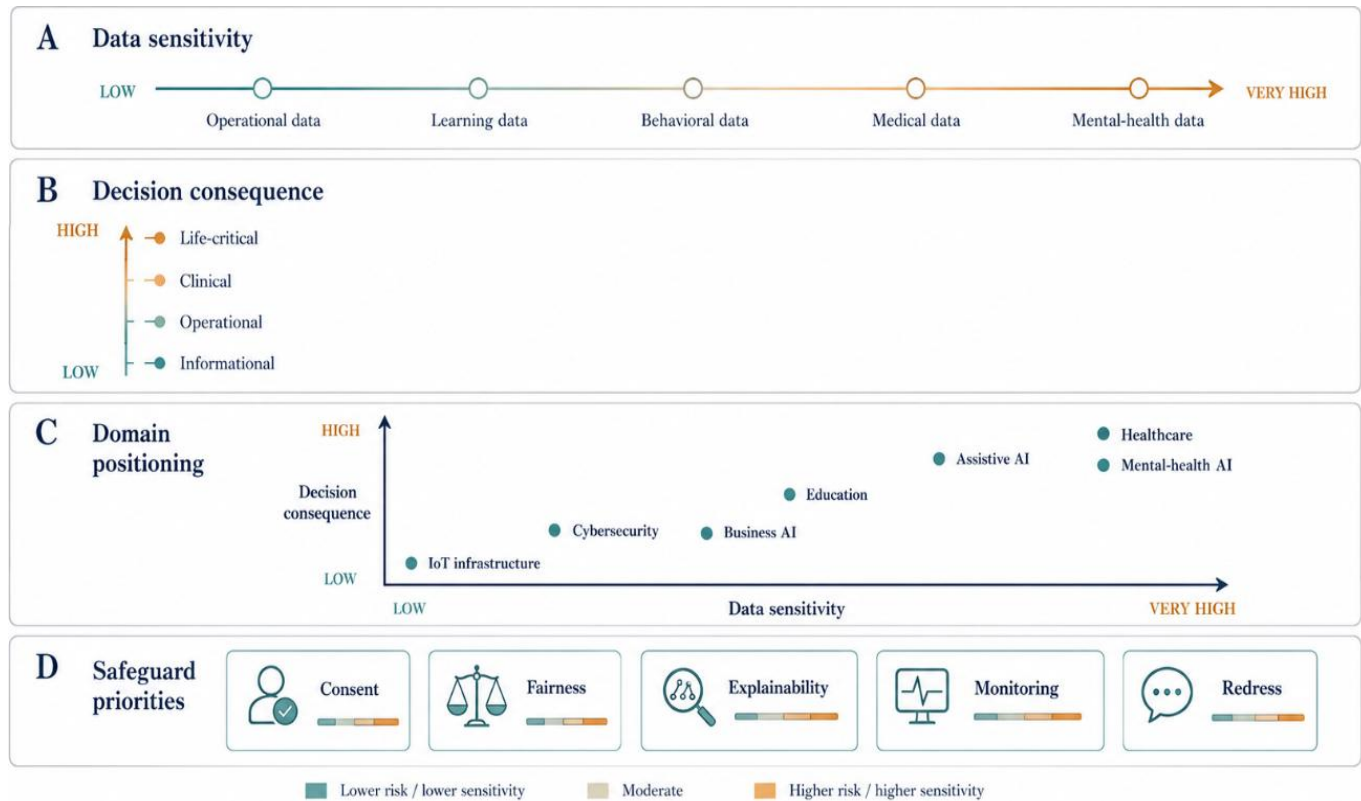 A Data sensitivity
LOW
VERY HIGH
Operational data
Learning data
Behavioral data
Medical data
Mental-health data
B Decision consequence
HIGH
Life-critical
Clinical
Operational
Informational
LOW
C Domain
positioning
HIGH
Decision
consequence
LOW
Healthcare
Assistive AI
Mental-health AI
Education
Cybersecurity
Business AI
IoT infrastructure
LOW
Data sensitivity
VERY HIGH
D Safeguard
priorities
Consent
Fairness
Explainability
Monitoring
Redress
Lower risk / lower sensitivity
Moderate
Higher risk / higher sensitivity